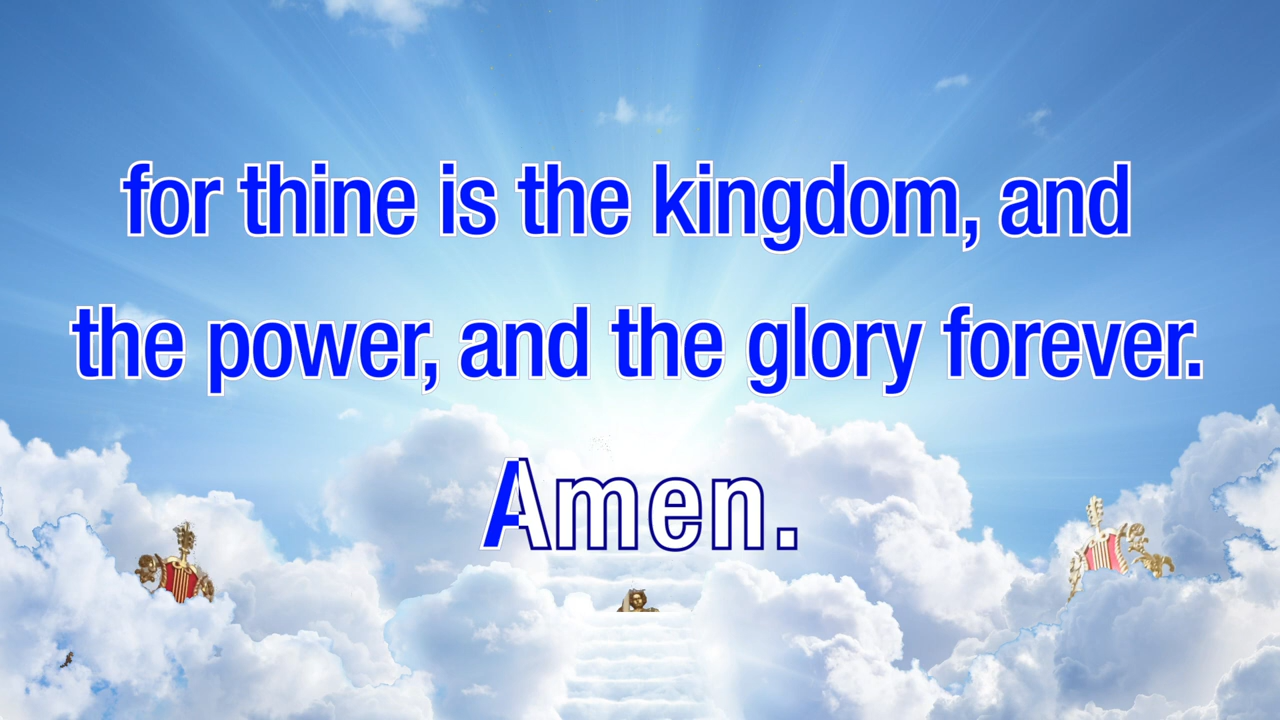 for thine is the kingdom, and
the power, and the glory forever.
Amen.